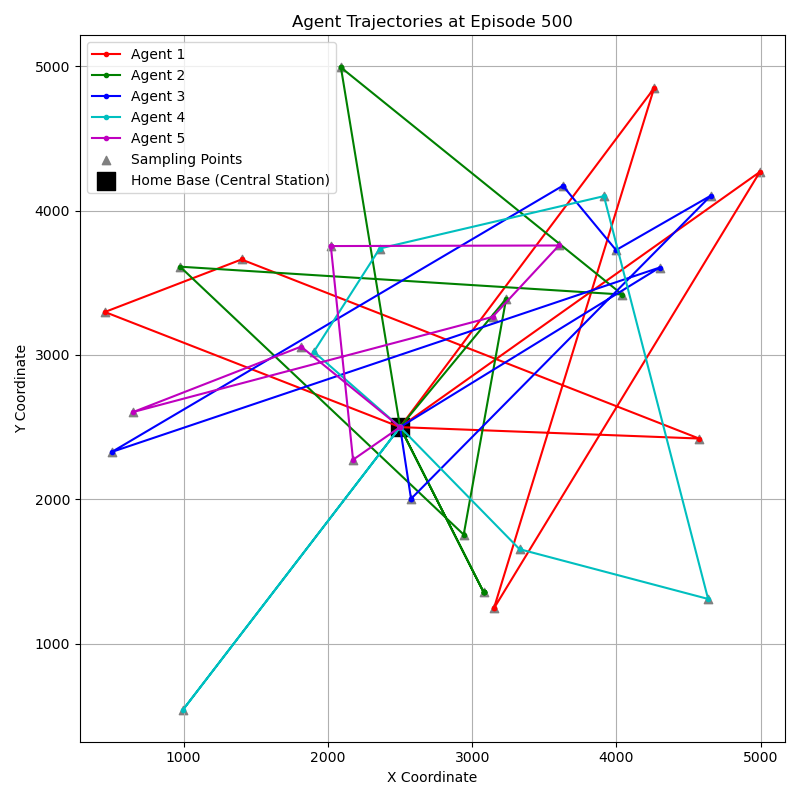 Agent Trajectories at Episode 500
Agent 1
Agent 2
Agent 3
Agent 4
Agent 5
Sampling Points
Home Base (Central Station)
5000
4000
3000
2000
1000
Y Coordinate
1000 2000 3000 4000 5000
X Coordinate